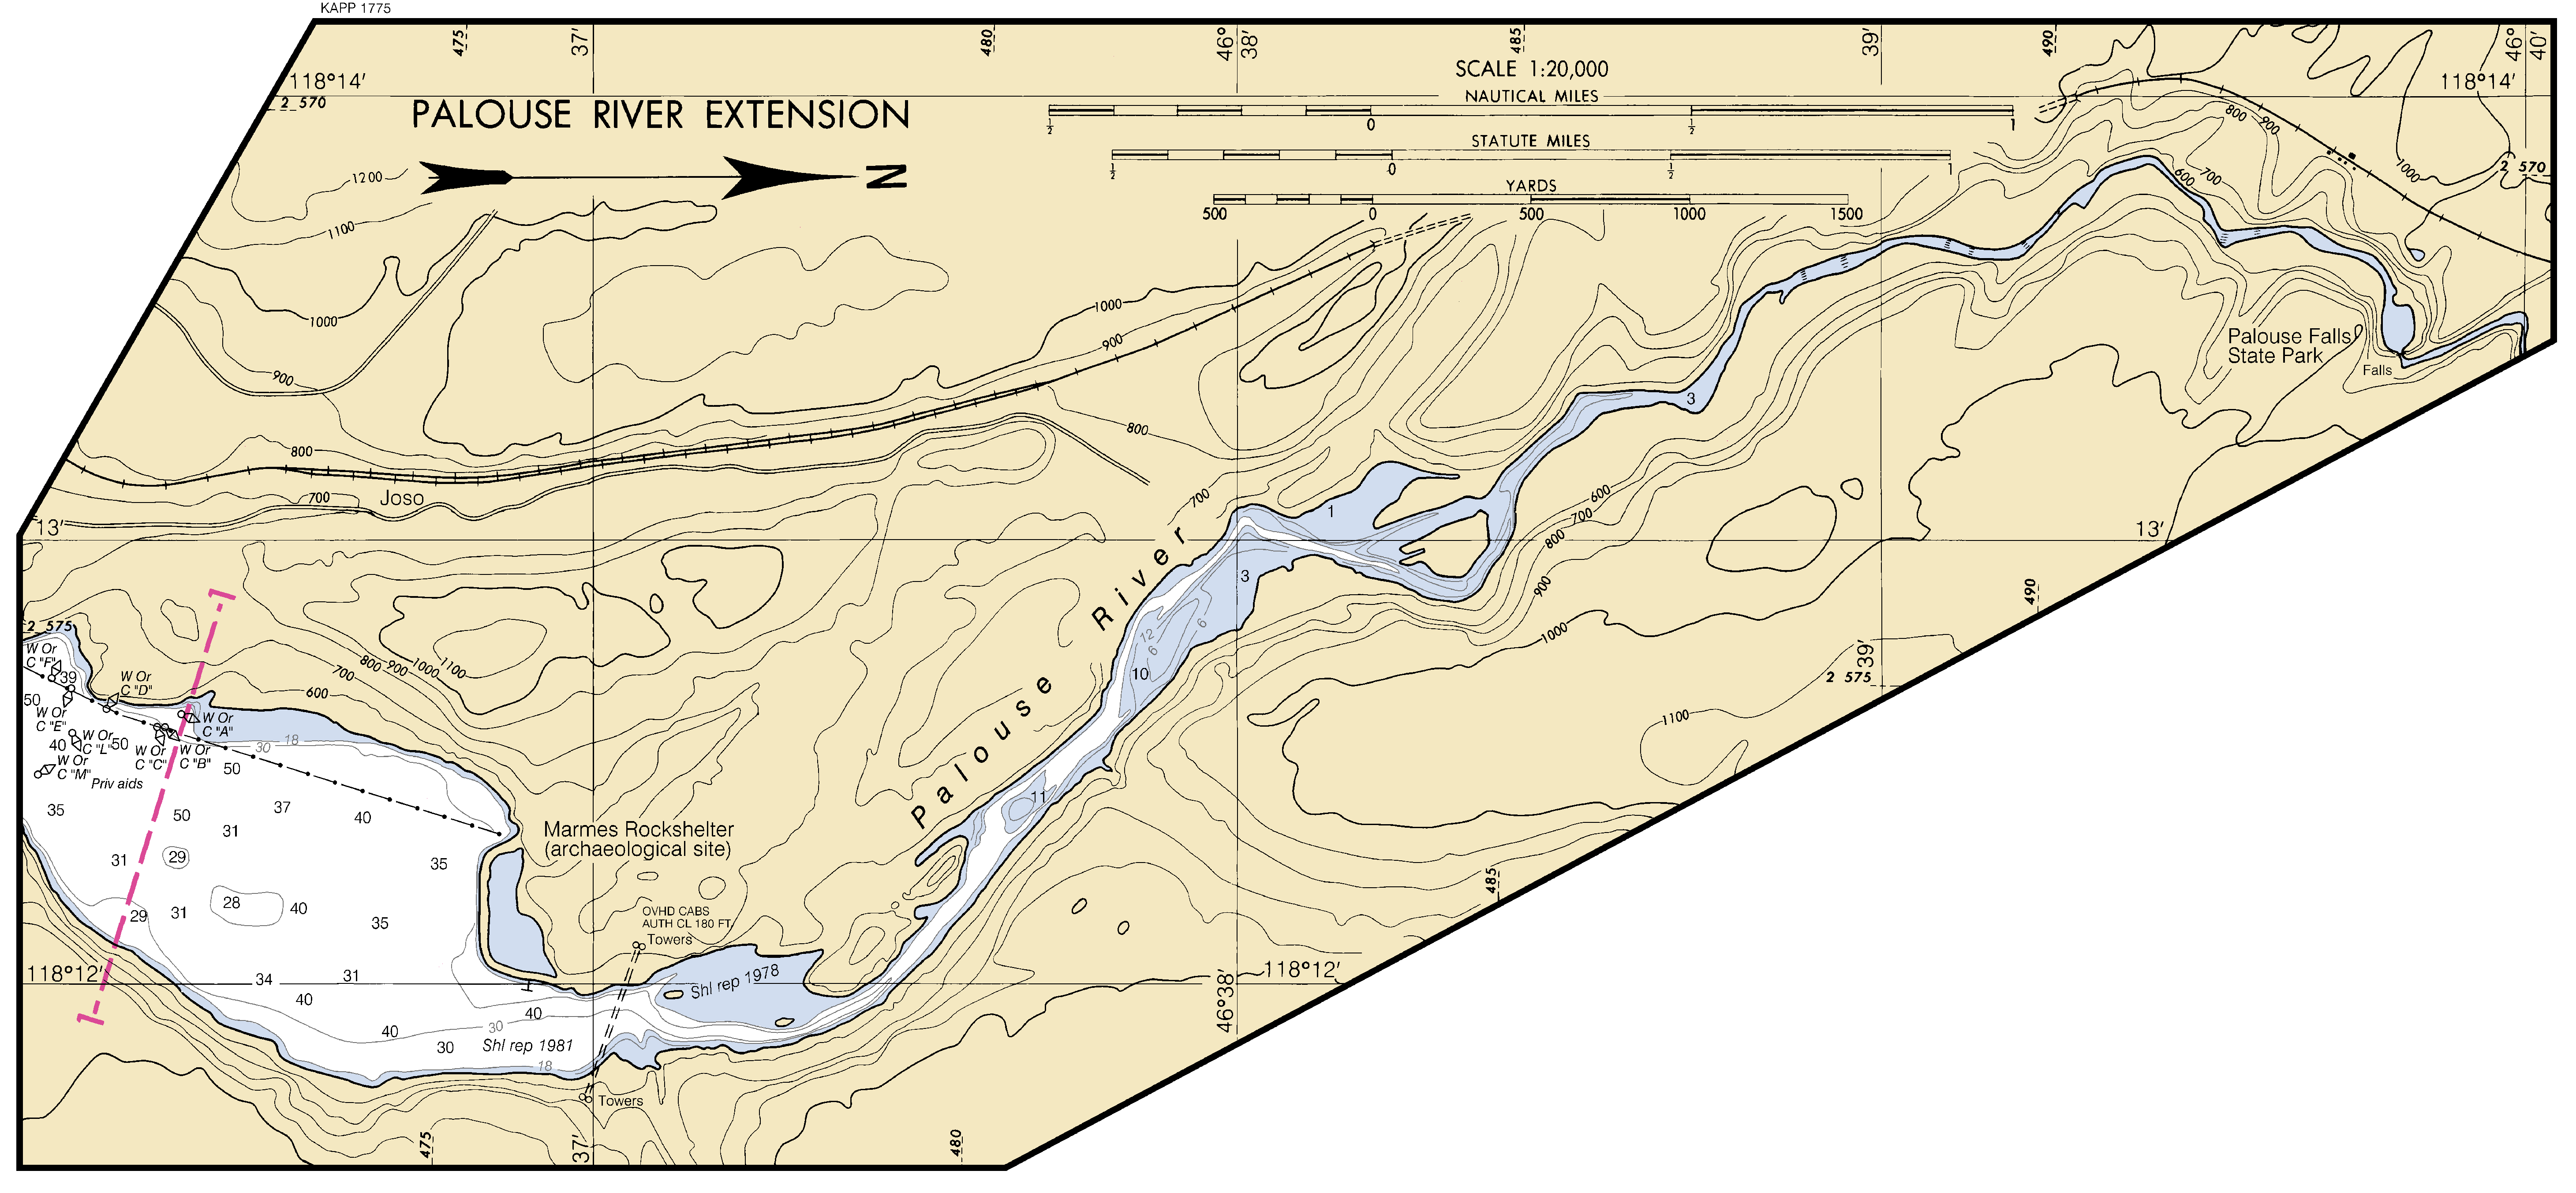 KAPP 1775
475
37'
480
46°
38'
485
39'
490
46°
40'
118°14'
2 570
118°14'
PALOUSE RIVER EXTENSION
N
SCALE 1:20,000
NAUTICAL MILES
1/2 0 1/2 1
STATUTE MILES
1/2 0 1/2 1
YARDS
500 0 500 1000 1500
800
900
1000
2 570
600
700
1200
1100
1000
900
1000
900
800
800
700
Joso
13'
700
1
3
Palouse Falls
State Park
Falls
600
700
800
900
1000
13'
490
3
Palouse River
6
12
6
10
11
2 575
39'
1100
485
2 575
W Or
C "F"
39
50
W Or
C "E"
W Or
C "D"
40
W Or
C "L"
50
W Or
C "M"
Priv aids
W Or
C "C"
W Or
C "B"
W Or
C "A"
30
18
50
600
700
800
900
1000
1100
35
50
37
31
40
31
29
35
29
31
28
40
35
34
31
40
40
30
30
40
Shl rep 1981
18
Marmes Rockshelter
(archaeological site)
OVHD CABS
AUTH CL 180 FT.
Towers
Shl rep 1978
Towers
118°12'
118°12'
46°38'
475
37'
480